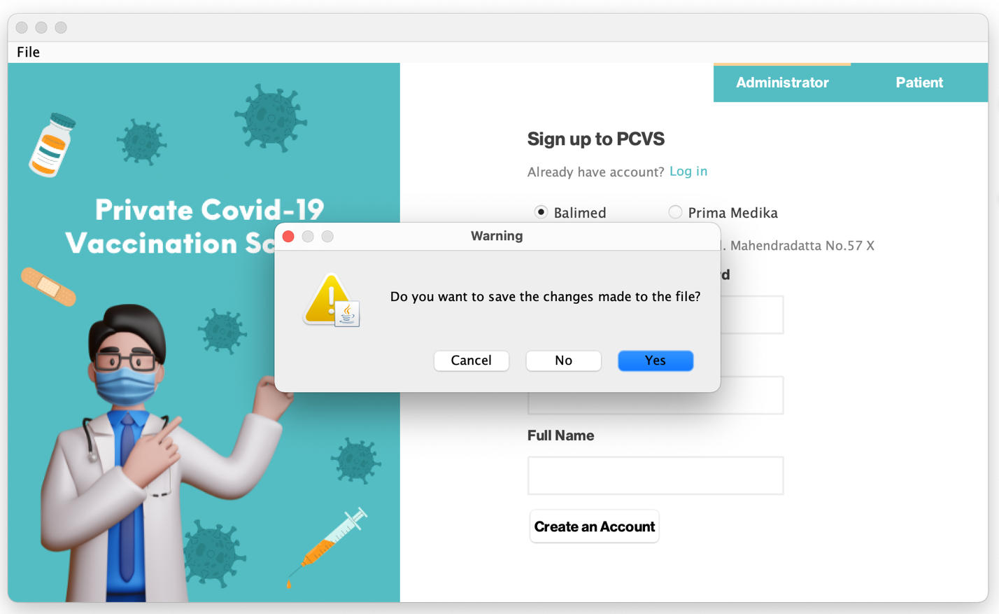 File
Administrator
Patient
Sign up to PCVS
Already have account? Log in
Balimed
Prima Medika
Private Covid-19
Vaccination
Mahendradatta No.57 X
Warning
Do you want to save the changes made to the file?
Cancel
No
Yes
Full Name
Create an Account